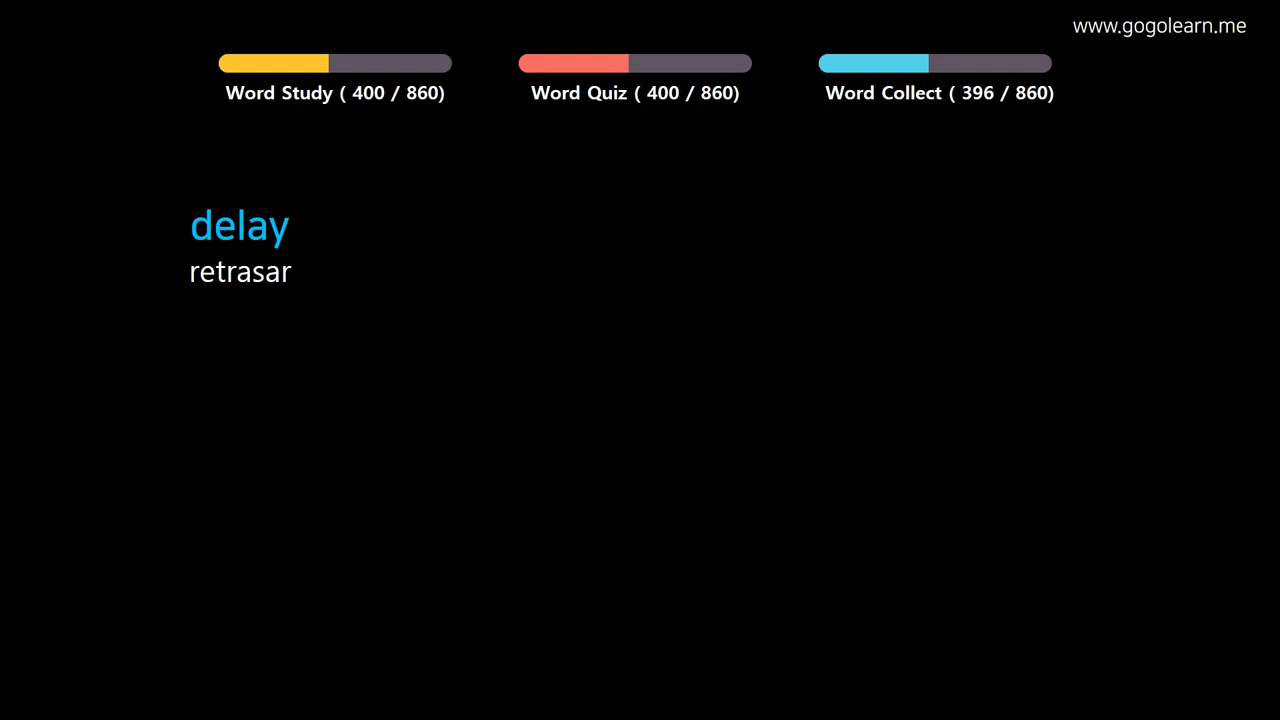 www.gogolearn.me
Word Study ( 400 / 860)
Word Quiz ( 400 / 860)
Word Collect ( 396 / 860)
delay
retrasar